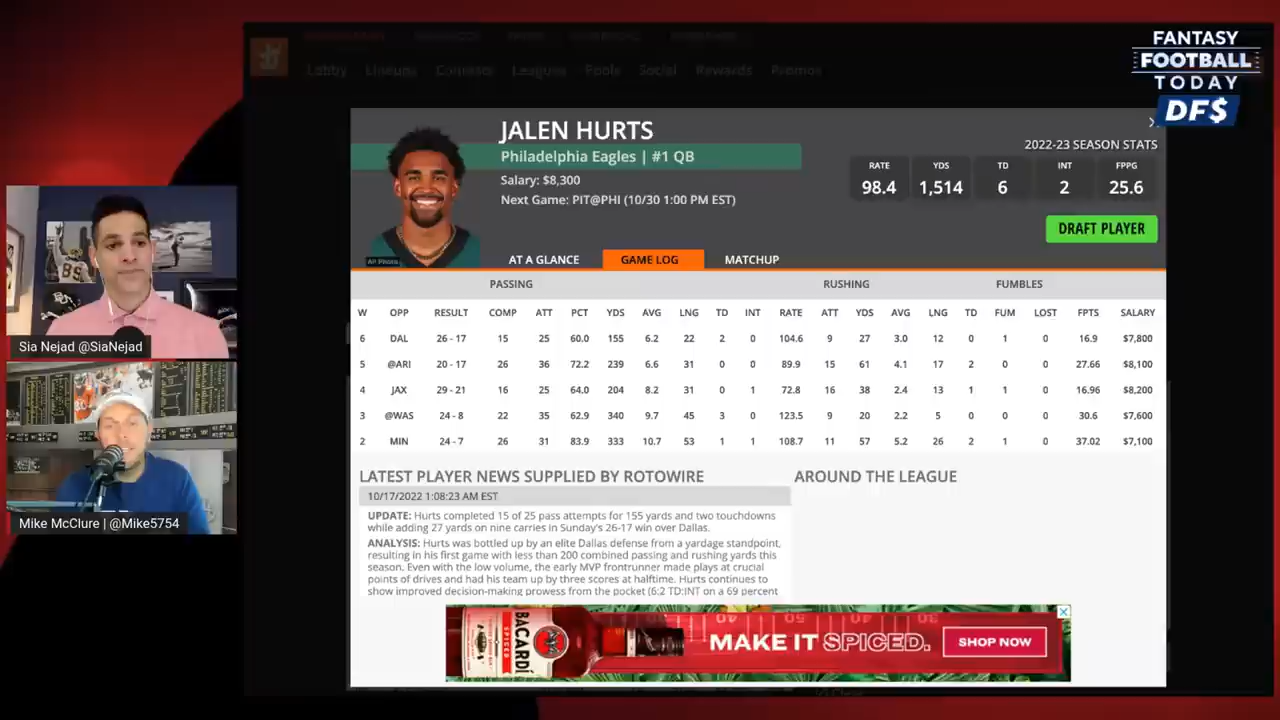 FANTASY
FOOTBALL
TODAY
DF$
Lobby Lineups Contests Leagues Pools Social Rewards Promos
JALEN HURTS
Philadelphia Eagles | #1 QB
Salary: $8,300
Next Game: PIT@PHI (10/30 1:00 PM EST)
AP Photo
2022-23 SEASON STATS
RATE YDS TD INT FPPG
98.4 1,514 6 2 25.6
DRAFT PLAYER
AT A GLANCE GAME LOG MATCHUP
PASSING RUSHING FUMBLES
W OPP RESULT COMP ATT PCT YDS AVG LNG TD INT RATE ATT YDS AVG LNG TD FUM LOST FPTS SALARY
6 DAL 26 - 17 15 25 60.0 155 6.2 22 2 0 104.6 9 27 3.0 12 0 1 0 16.9 $7,800
5 @ARI 20 - 17 26 36 72.2 239 6.6 31 0 0 89.9 15 61 4.1 17 2 0 0 27.66 $8,100
4 JAX 29 - 21 16 25 64.0 204 8.2 31 0 1 72.8 16 38 2.4 13 1 1 0 16.96 $8,200
3 @WAS 24 - 8 22 35 62.9 340 9.7 45 3 0 123.5 9 20 2.2 5 0 0 0 30.6 $7,600
2 MIN 24 - 7 26 31 83.9 333 10.7 53 1 1 108.7 11 57 5.2 26 2 1 0 37.02 $7,100
LATEST PLAYER NEWS SUPPLIED BY ROTOWIRE
AROUND THE LEAGUE
10/17/2022 1:08:23 AM EST
UPDATE: Hurts completed 15 of 25 pass attempts for 155 yards and two touchdowns
while adding 27 yards on nine carries in Sunday's 26-17 win over Dallas.
ANALYSIS: Hurts was bottled up by an elite Dallas defense from a yardage standpoint,
resulting in his first game with less than 200 combined passing and rushing yards this
season. Even with the low volume, the early MVP frontrunner made plays at crucial
points of drives and had his team up by three scores at halftime. Hurts continues to
show improved decision-making prowess from the pocket (6:2 TD:INT on a 69 percent
BACARDÍ
SPICED
MAKE IT SPICED.
SHOP NOW
Sia Nejad @SiaNejad
89
Mike McClure | @Mike5754